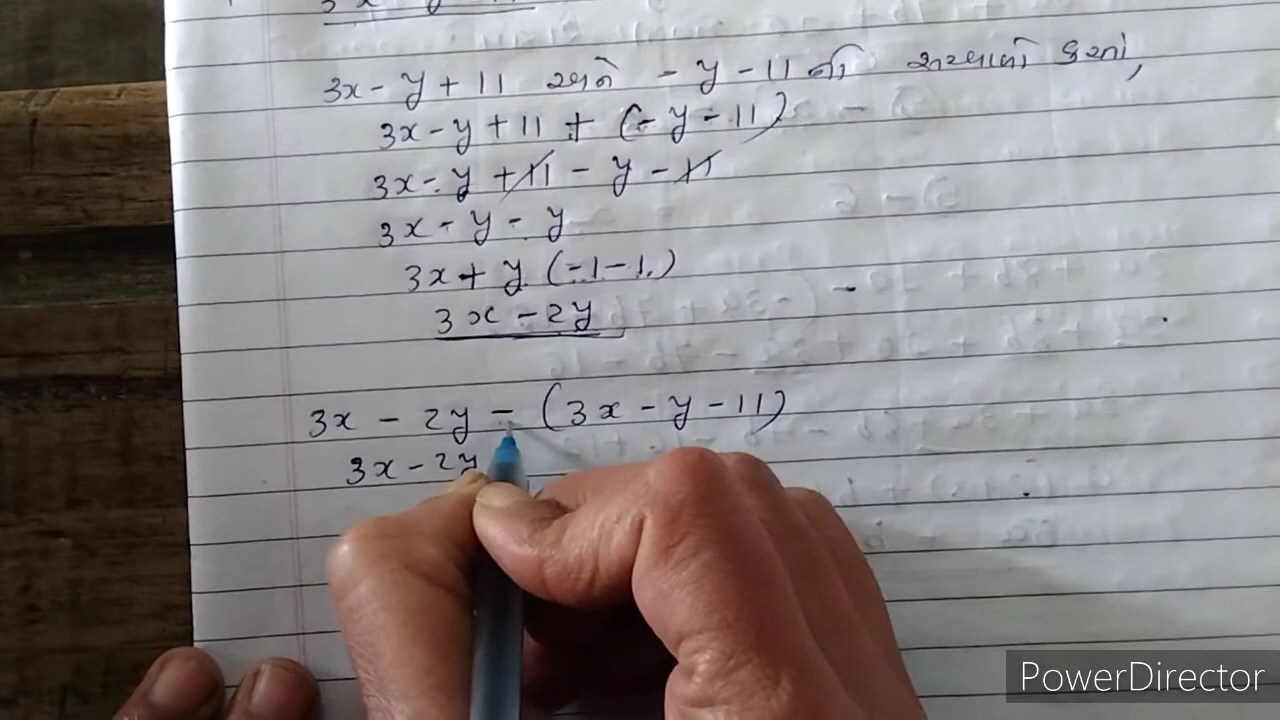 3x - y + 11 અને - y - 11 નો સરવાળો કરતાં,
3x - y + 11 + (- y - 11)
3x - y + 11 - y - 11
3x - y - y
3x + y (-1 - 1)
3x - 2y
3x - 2y - (3x - y - 11)
3x - 2y
PowerDirector